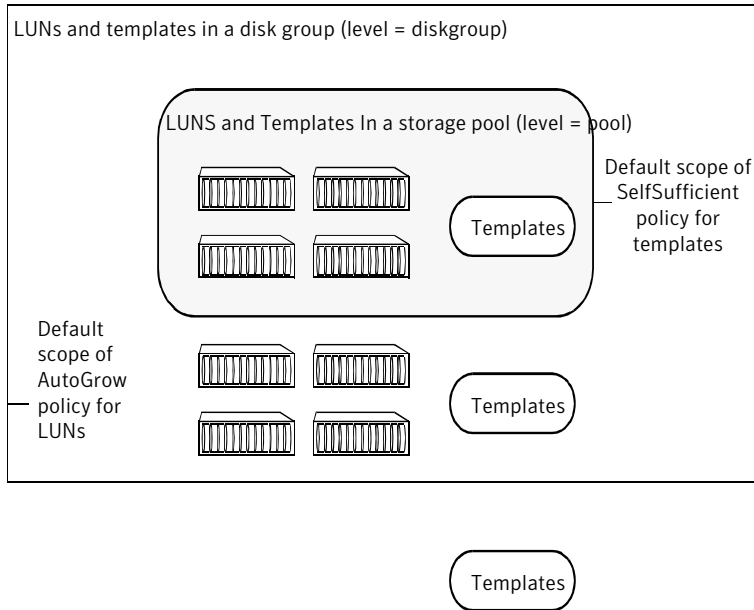 LUNs and templates in a disk group (level = diskgroup)
LUNS and Templates In a storage pool (level = pool)
Default scope of
SelfSufficient
policy for
templates
Templates
Default
scope of
AutoGrow
policy for
LUNs
Templates
Templates